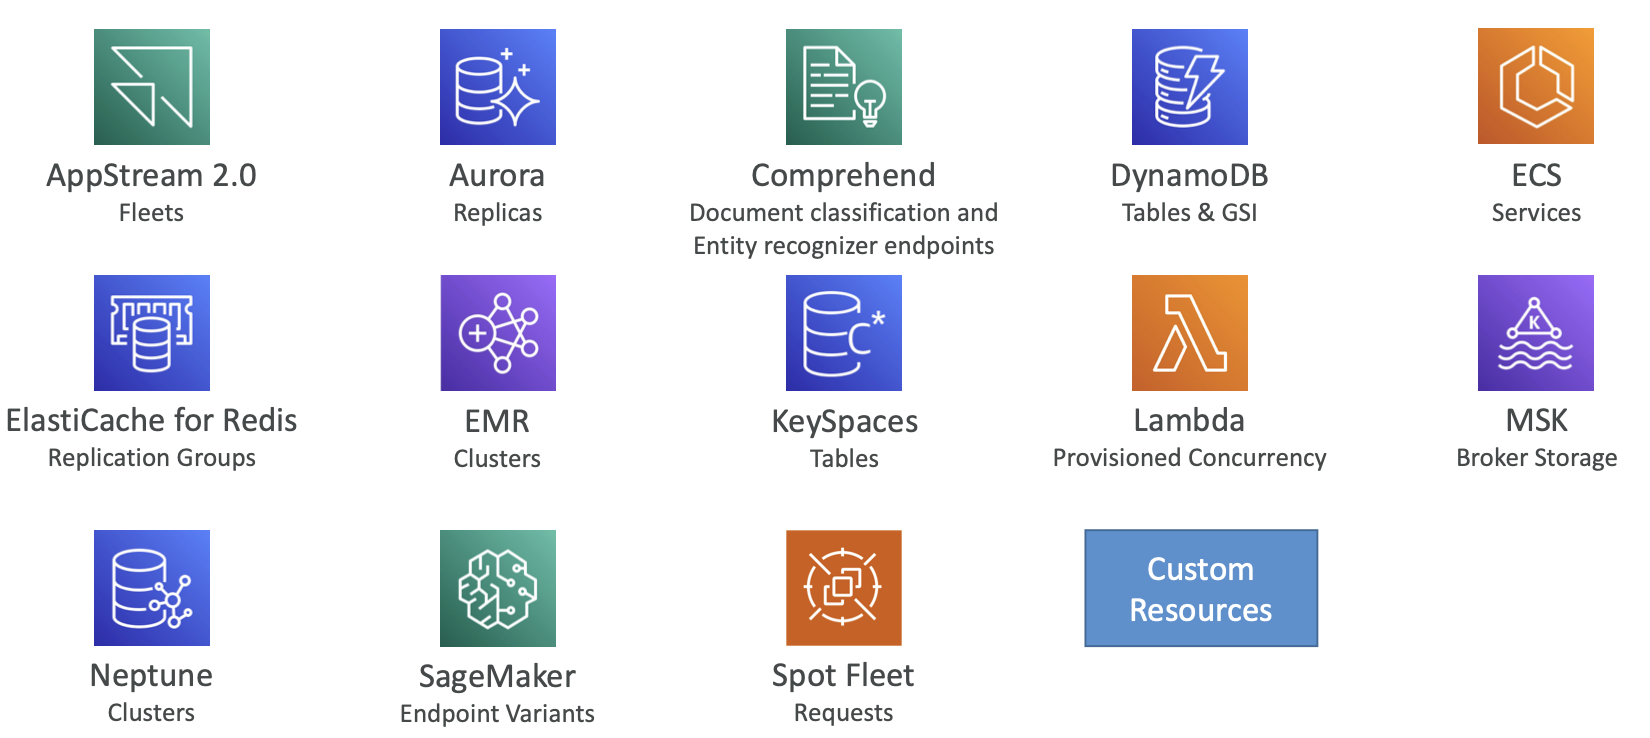 AppStream 2.0
Fleets
Aurora
Replicas
Comprehend
Document classification and
Entity recognizer endpoints
DynamoDB
Tables & GSI
ECS
Services
ElastiCache for Redis
Replication Groups
EMR
Clusters
C*
KeySpaces
Tables
Lambda
Provisioned Concurrency
K
MSK
Broker Storage
Neptune
Clusters
SageMaker
Endpoint Variants
Spot Fleet
Requests
Custom
Resources